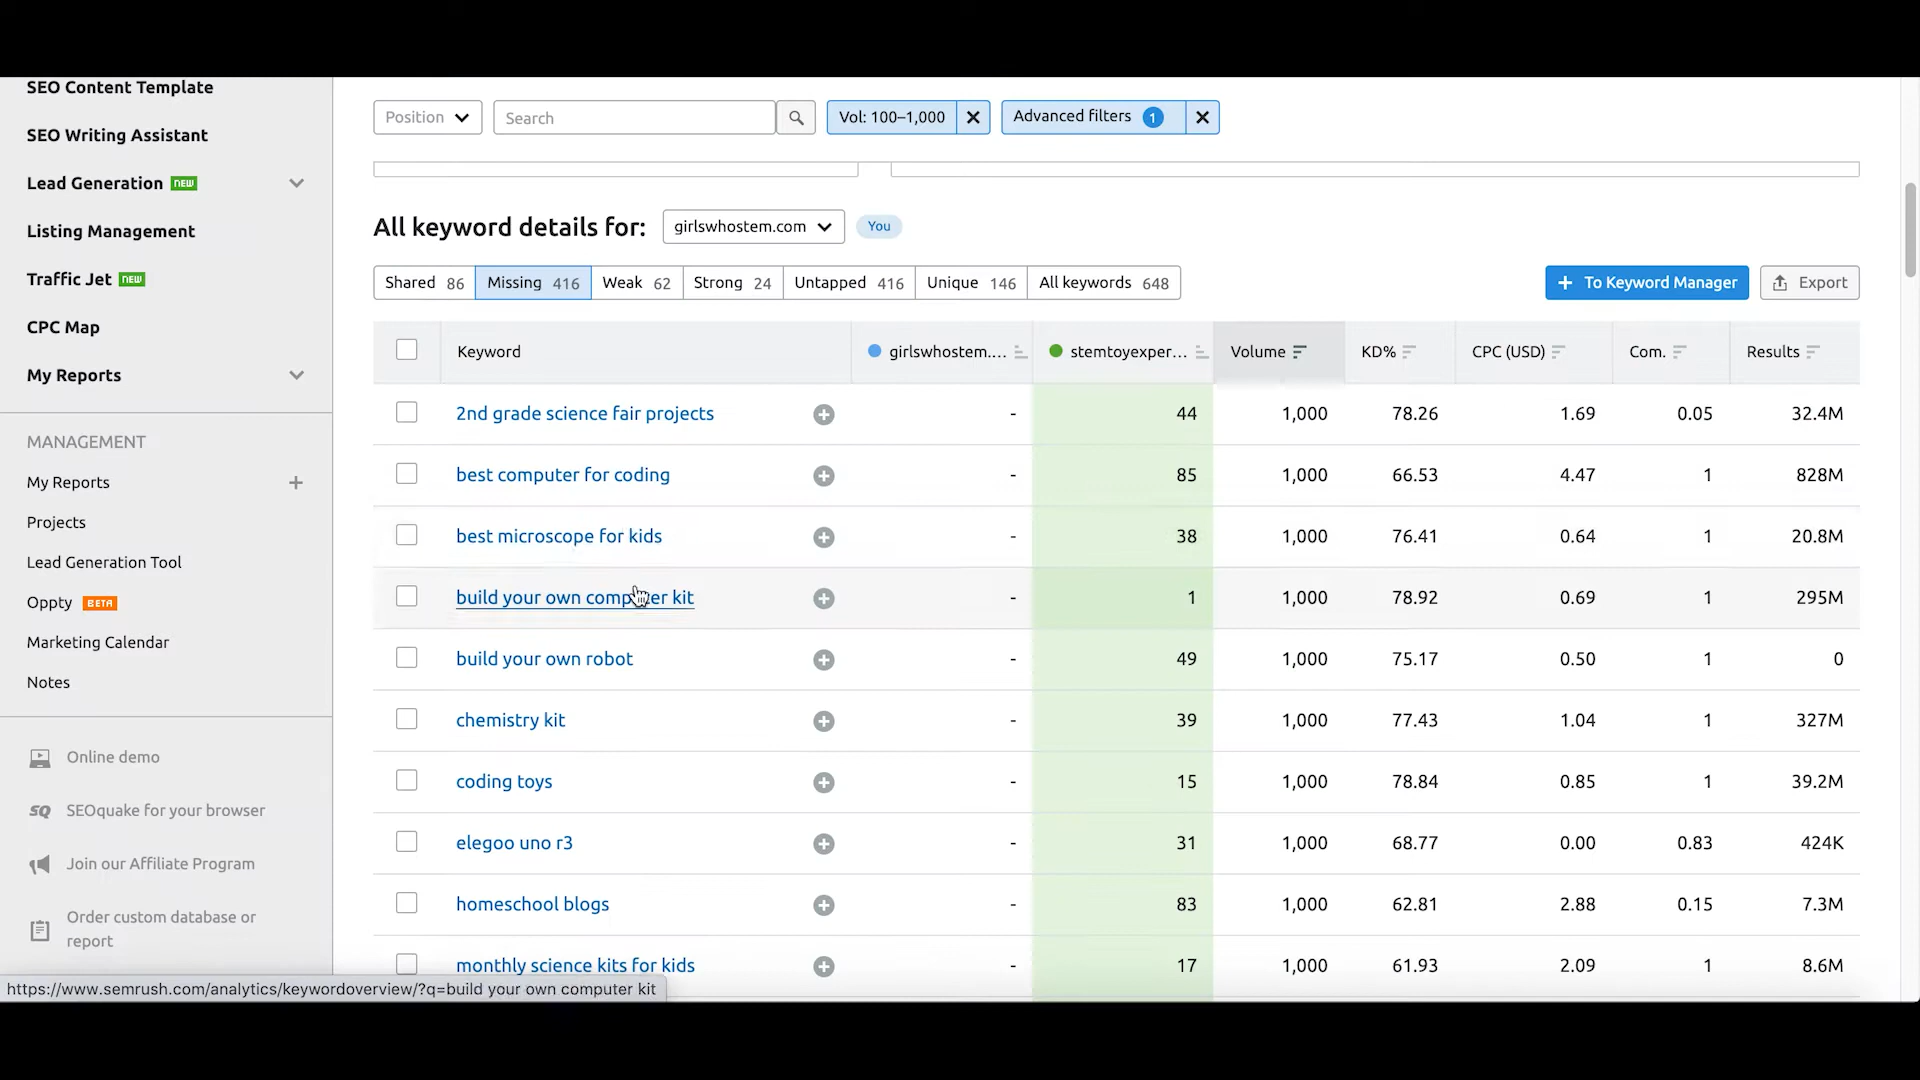 SEO Content Template
SEO Writing Assistant
Lead Generation NEW
Listing Management
Traffic Jet NEW
CPC Map
My Reports
MANAGEMENT
My Reports
Projects
Lead Generation Tool
Oppty BETA
Marketing Calendar
Notes
Online demo
SQ SEOquake for your browser
Join our Affiliate Program
Order custom database or
report
https://www.semrush.com/analytics/keywordoverview/?q=build your own computer kit
Position Search Vol: 100–1,000 Advanced filters 1
All keyword details for: girlswhostem.com You
Shared 86 Missing 416 Weak 62 Strong 24 Untapped 416 Unique 146 All keywords 648 + To Keyword Manager Export
Keyword girlswhostem.... stemtoyexper... Volume KD% CPC (USD) Com. Results
2nd grade science fair projects - 44 1,000 78.26 1.69 0.05 32.4M
best computer for coding - 85 1,000 66.53 4.47 1 828M
best microscope for kids - 38 1,000 76.41 0.64 1 20.8M
build your own computer kit - 1 1,000 78.92 0.69 1 295M
build your own robot - 49 1,000 75.17 0.50 1 0
chemistry kit - 39 1,000 77.43 1.04 1 327M
coding toys - 15 1,000 78.84 0.85 1 39.2M
elegoo uno r3 - 31 1,000 68.77 0.00 0.83 424K
homeschool blogs - 83 1,000 62.81 2.88 0.15 7.3M
monthly science kits for kids - 17 1,000 61.93 2.09 1 8.6M